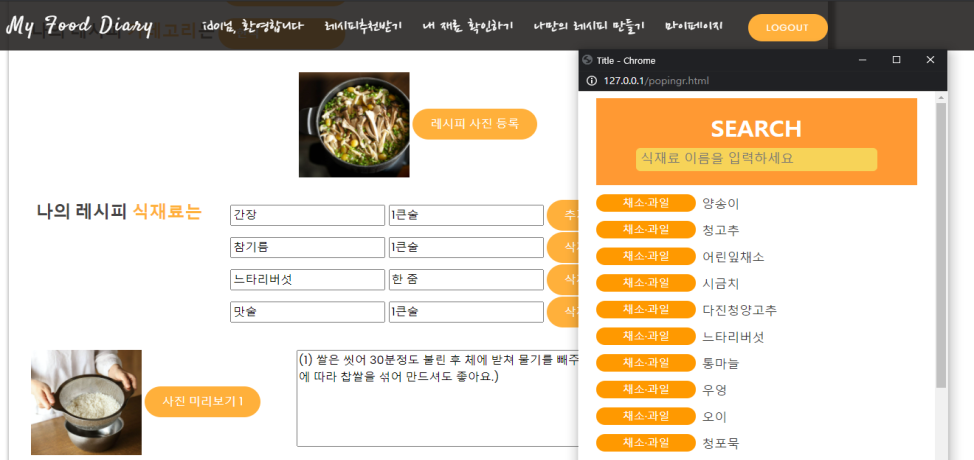 My Food Diary
id01님, 환영합니다
레시피추천받기
내 재료 확인하기
나만의 레시피 만들기
마이페이지
LOGOUT
레시피 사진 등록
나의 레시피 식재료는
간장 1큰술
참기름 1큰술
느타리버섯 한 줌
맛술 1큰술
사진 미리보기 1
(1) 쌀은 씻어 30분정도 불린 후 체에 받쳐 물기를 빼주
에 따라 찹쌀을 섞어 만드셔도 좋아요.)
Title - Chrome
127.0.0.1/popingr.html
SEARCH
식재료 이름을 입력하세요
채소·과일 양송이
채소·과일 청고추
채소·과일 어린잎채소
채소·과일 시금치
채소·과일 다진청양고추
채소·과일 느타리버섯
채소·과일 통마늘
채소·과일 우엉
채소·과일 오이
채소·과일 청포묵